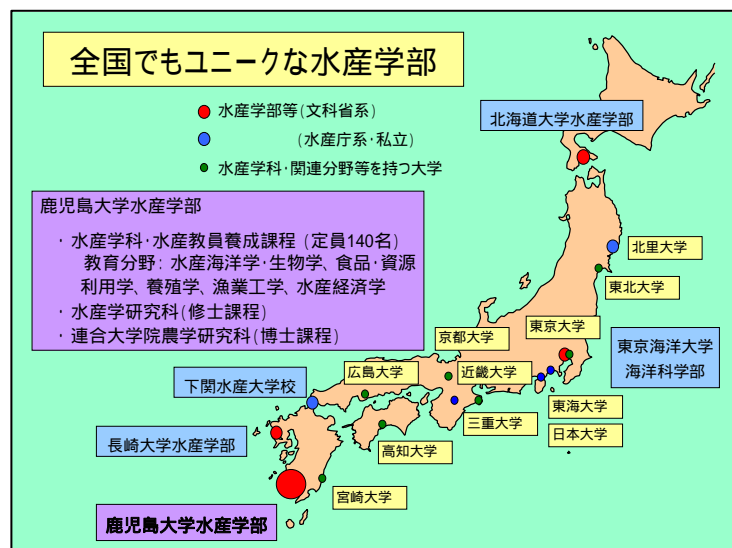 全国でもユニークな水産学部
水産学部等(文科省系)
(水産庁系・私立)
水産学科・関連分野等を持つ大学
北海道大学水産学部
鹿児島大学水産学部
・水産学科・水産教員養成課程 (定員140名)
教育分野: 水産海洋学・生物学、食品・資源
利用学、養殖学、漁業工学、水産経済学
・水産学研究科(修士課程)
・連合大学院農学研究科(博士課程)
北里大学
東北大学
京都大学
東京大学
東京海洋大学
海洋科学部
広島大学
近畿大学
下関水産大学校
東海大学
三重大学
日本大学
長崎大学水産学部
高知大学
宮崎大学
鹿児島大学水産学部